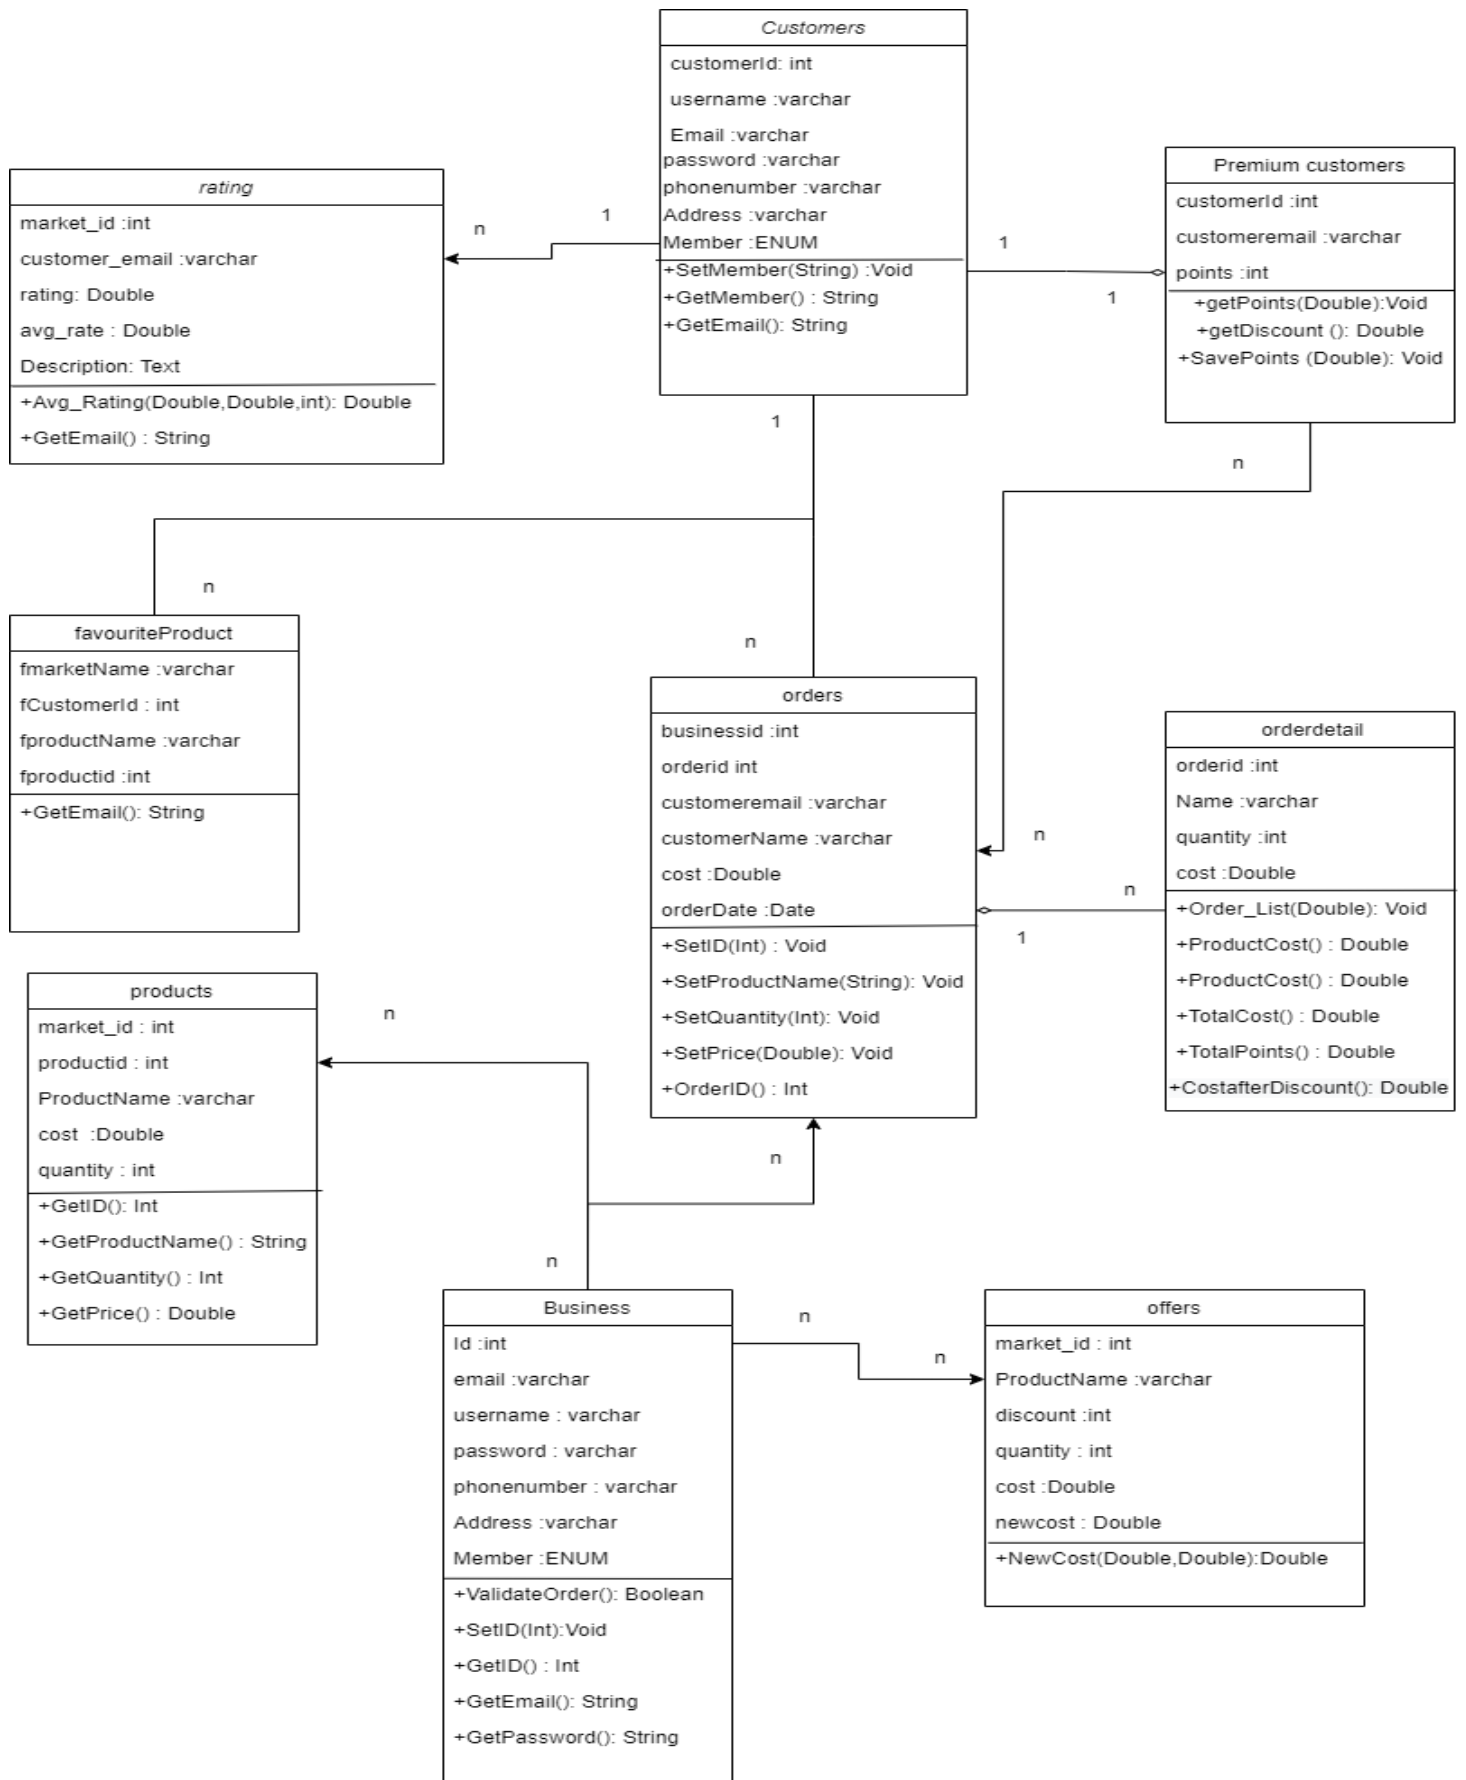 Customers
customerId: int
username :varchar
Email :varchar
password :varchar
phonenumber :varchar
Address :varchar
Member :ENUM
+SetMember(String) :Void
+GetMember() : String
+GetEmail(): String
rating
market_id :int
customer_email :varchar
rating: Double
avg_rate : Double
Description: Text
+Avg_Rating(Double,Double,int): Double
+GetEmail() : String
n
1
Premium customers
customerId :int
customeremail :varchar
points :int
+getPoints(Double):Void
+getDiscount (): Double
+SavePoints (Double): Void
1
1
1
n
n
n
favouriteProduct
fmarketName :varchar
fCustomerId : int
fproductName :varchar
fproductid :int
+GetEmail(): String
orders
businessid :int
orderid int
customeremail :varchar
customerName :varchar
cost :Double
orderDate :Date
+SetID(Int) : Void
+SetProductName(String): Void
+SetQuantity(Int): Void
+SetPrice(Double): Void
+OrderID() : Int
n
n
1
orderdetail
orderid :int
Name :varchar
quantity :int
cost :Double
+Order_List(Double): Void
+ProductCost() : Double
+ProductCost() : Double
+TotalCost() : Double
+TotalPoints() : Double
+CostafterDiscount(): Double
products
market_id : int
productid : int
ProductName :varchar
cost  :Double
quantity : int
+GetID(): Int
+GetProductName() : String
+GetQuantity() : Int
+GetPrice() : Double
n
n
n
Business
Id :int
email :varchar
username : varchar
password : varchar
phonenumber : varchar
Address :varchar
Member :ENUM
+ValidateOrder(): Boolean
+SetID(Int):Void
+GetID() : Int
+GetEmail(): String
+GetPassword(): String
n
n
offers
market_id : int
ProductName :varchar
discount :int
quantity : int
cost :Double
newcost : Double
+NewCost(Double,Double):Double